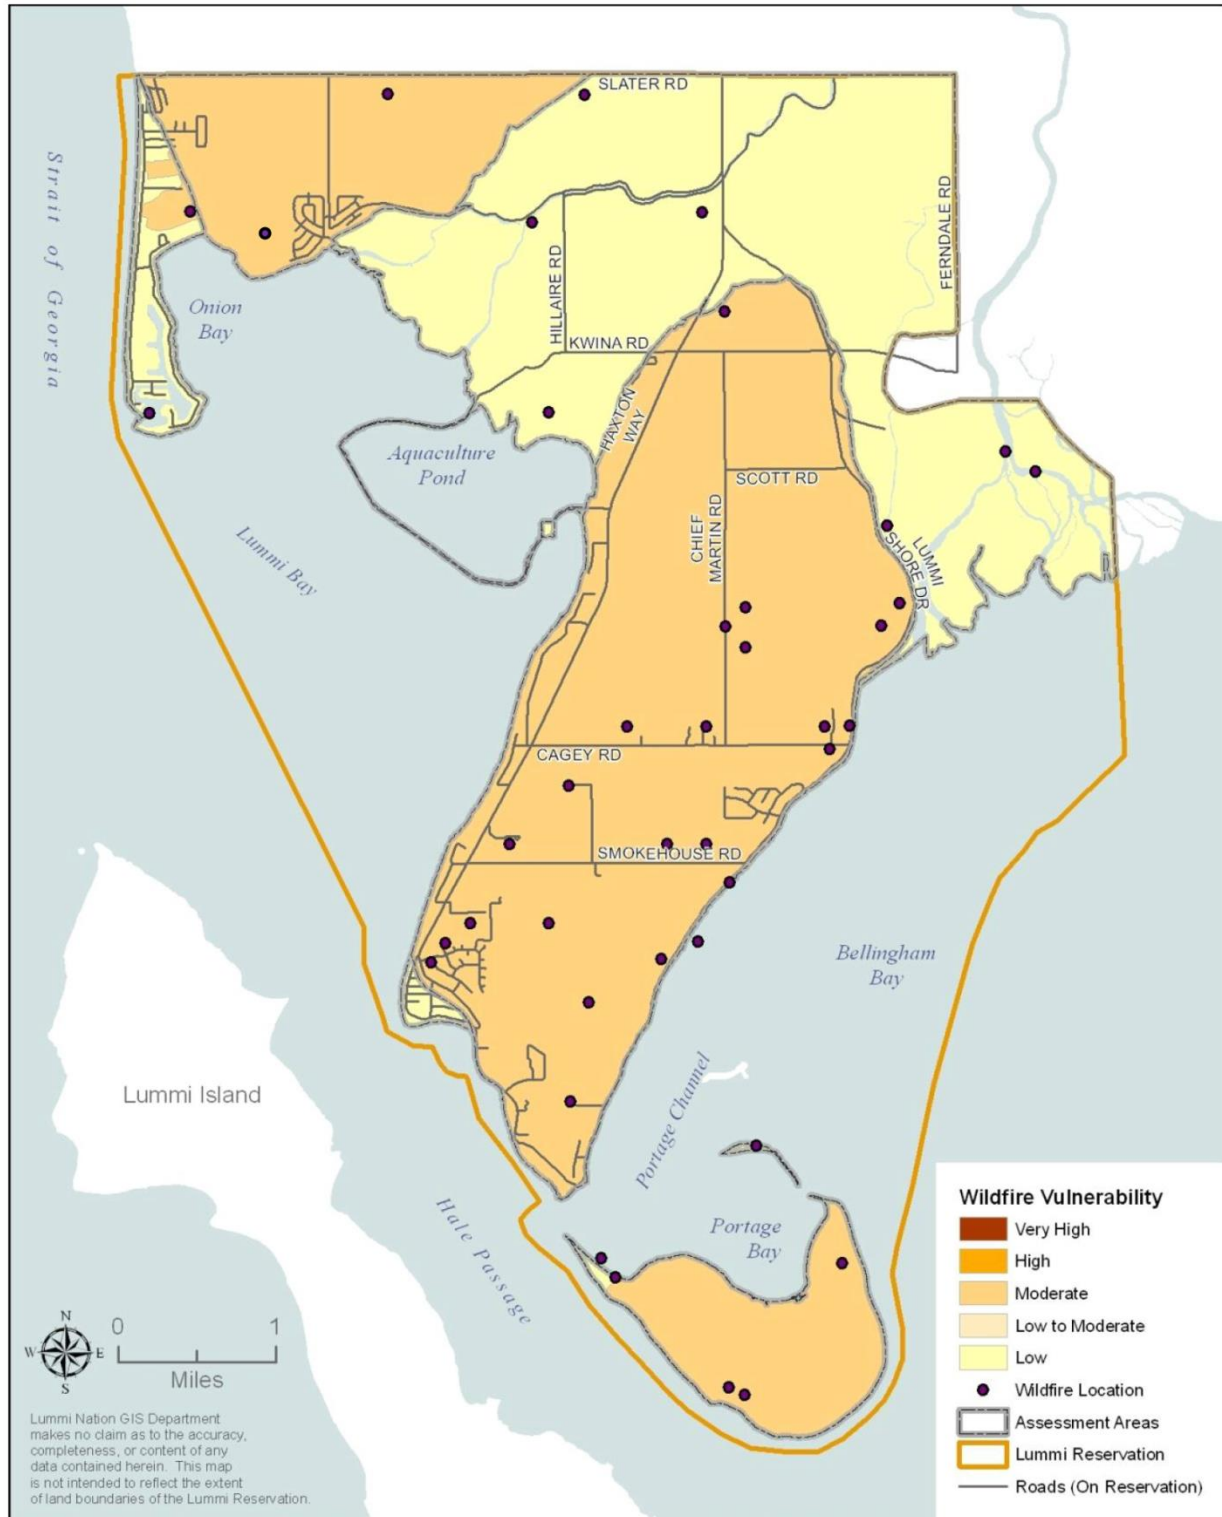 SLATER RD
Strait of Georgia
FERNDALE RD
HILLAIRE RD
Onion
Bay
KWINA RD
HAXTON
WAY
Aquaculture
Pond
SCOTT RD
CHIEF
MARTIN RD
LUMMI
SHORE DR
Lummi Bay
CAGEY RD
SMOKEHOUSE RD
Bellingham
Bay
Lummi Island
Portage Channel
Hale Passage
Portage
Bay
Wildfire Vulnerability
Very High
High
Moderate
Low to Moderate
Low
Wildfire Location
Assessment Areas
Lummi Reservation
Roads (On Reservation)
N
W E
S
0 1
Miles
Lummi Nation GIS Department
makes no claim as to the accuracy,
completeness, or content of any
data contained herein. This map
is not intended to reflect the extent
of land boundaries of the Lummi Reservation.